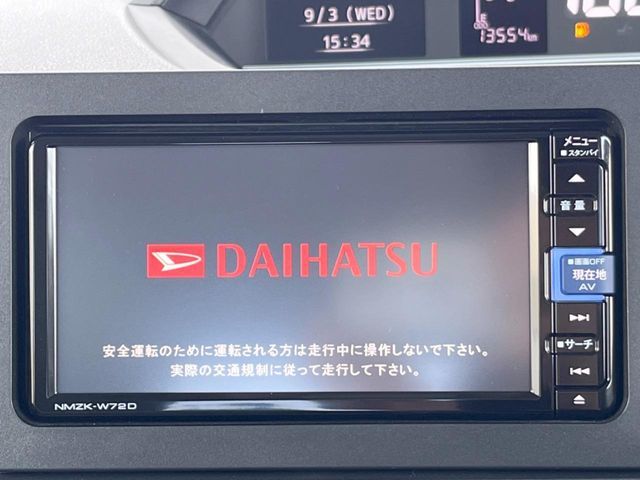 9/3 (WED)
15:34
E
ODO
13554km
メニュー
■スタンバイ
▲
音量
▼
■画面OFF
現在地
AV
DAIHATSU
■サーチ
安全運転のために運転される方は走行中に操作しないで下さい。
実際の交通規制に従って走行して下さい。
NMZK-W72D